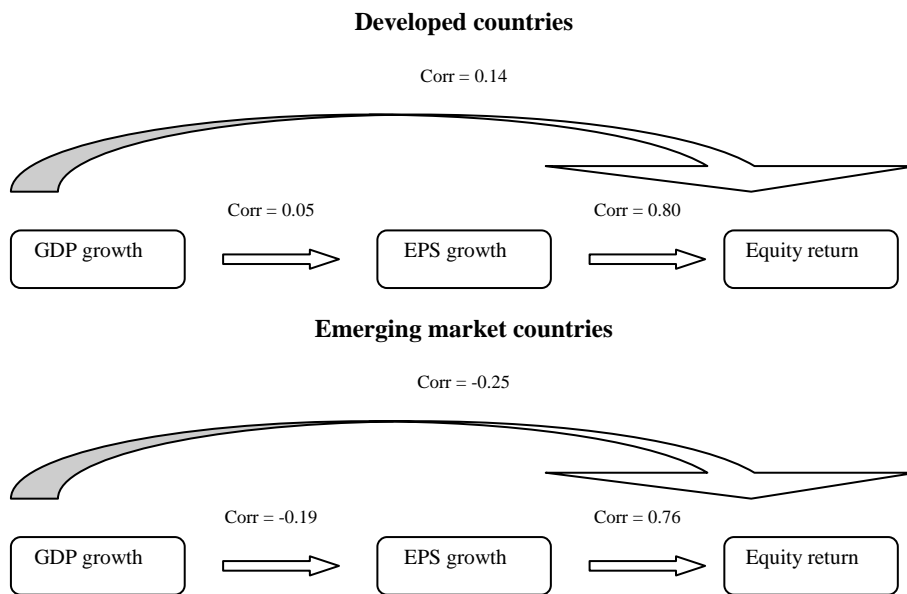 Developed countries
Corr = 0.14
Corr = 0.05
Corr = 0.80
GDP growth
EPS growth
Equity return
Emerging market countries
Corr = -0.25
Corr = -0.19
Corr = 0.76
GDP growth
EPS growth
Equity return